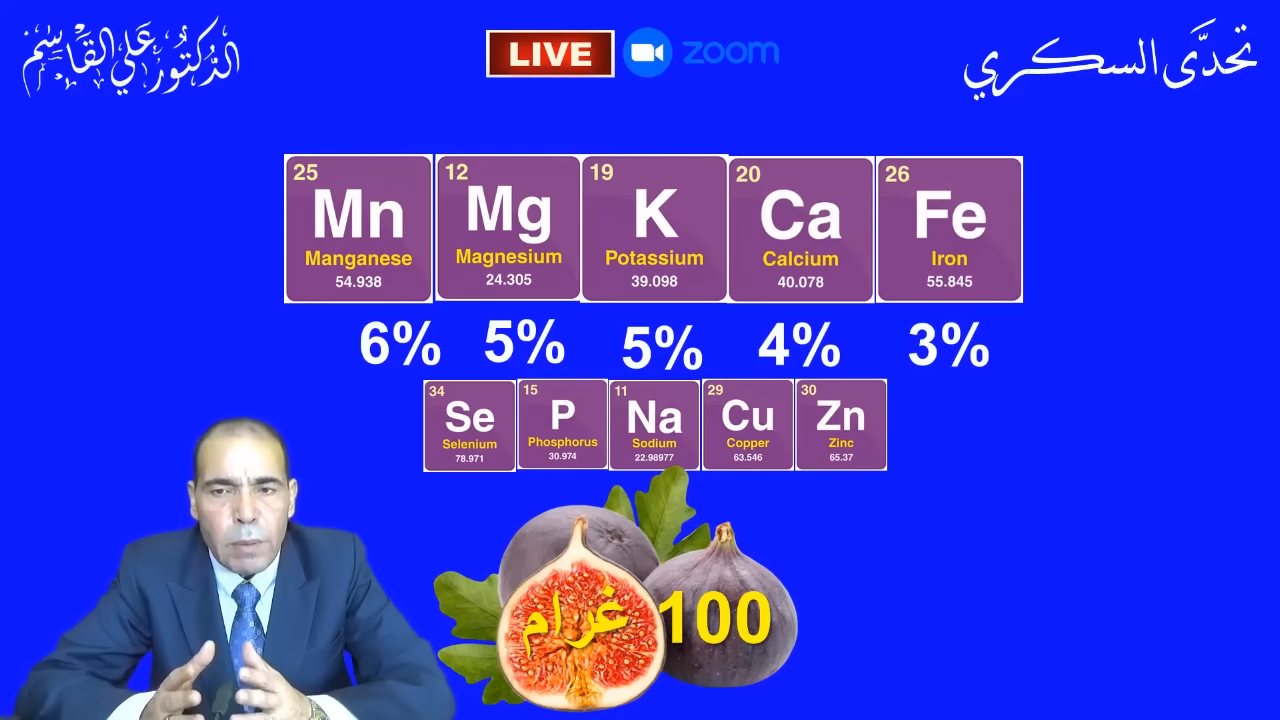 الدكتور علي القاسم
LIVE zoom
تحدَّى السكري
25 12 19 20 26
Mn Mg K Ca Fe
Manganese Magnesium Potassium Calcium Iron
54.938 24.305 39.098 40.078 55.845
6% 5% 5% 4% 3%
34 15 11 29 30
Se P Na Cu Zn
Selenium Phosphorus Sodium Copper Zinc
78.971 30.974 22.98977 63.546 65.37
100 غرام